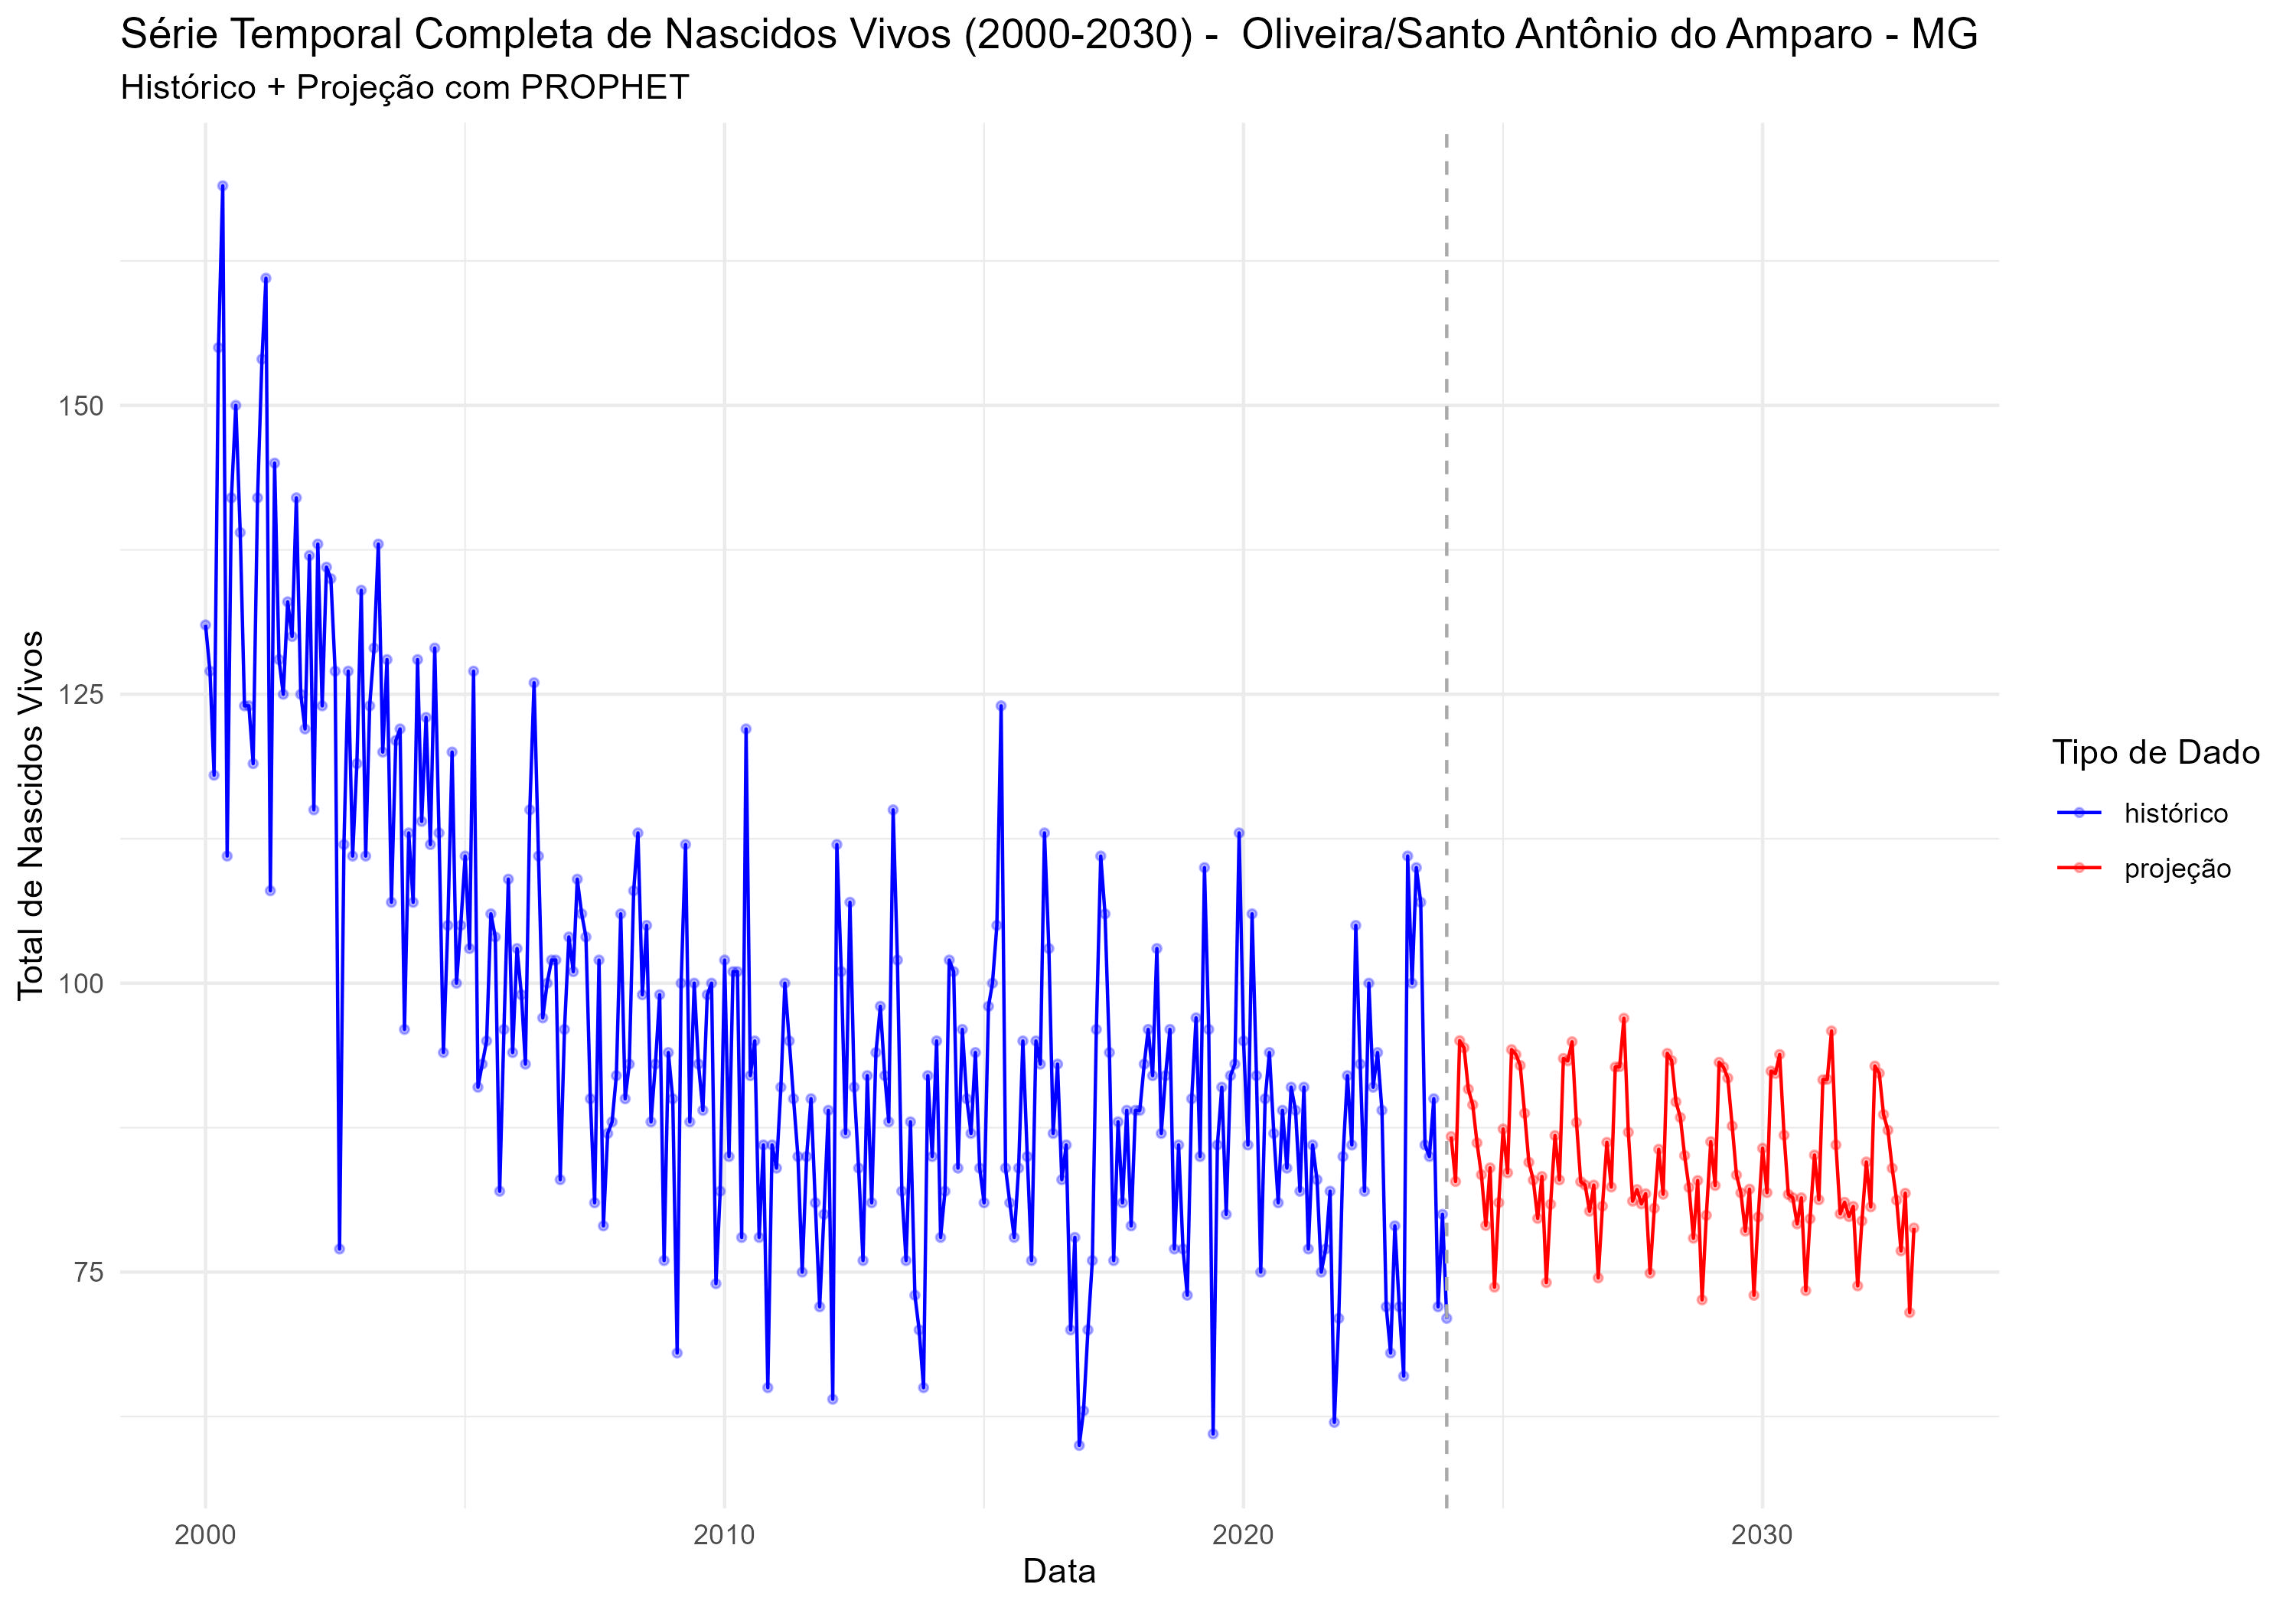 Série Temporal Completa de Nascidos Vivos (2000-2030) -  Oliveira/Santo Antônio do Amparo - MG
Histórico + Projeção com PROPHET
Total de Nascidos Vivos
150
125
100
75
2000
2010
2020
2030
Data
Tipo de Dado
histórico
projeção